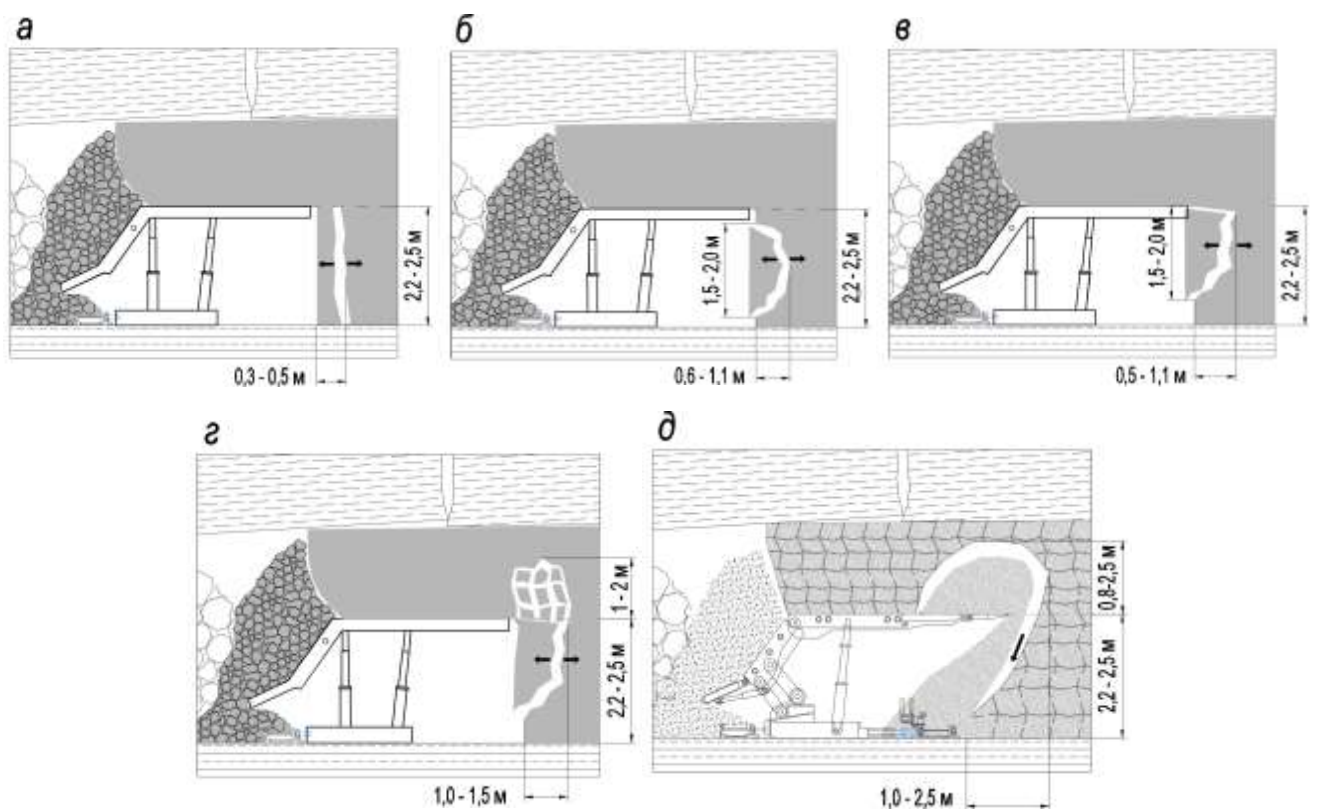 а
б
в
2,2 - 2,5 м
0,3 - 0,5 м
1,5 - 2,0 м
2,2 - 2,5 м
0,6 - 1,1 м
1,5 - 2,0 м
2,2 - 2,5 м
0,5 - 1,1 м
г
д
1 - 2 м
2,2 - 2,5 м
1,0 - 1,5 м
0,8-2,5 м
2,2 - 2,5 м
1,0 - 2,5 м